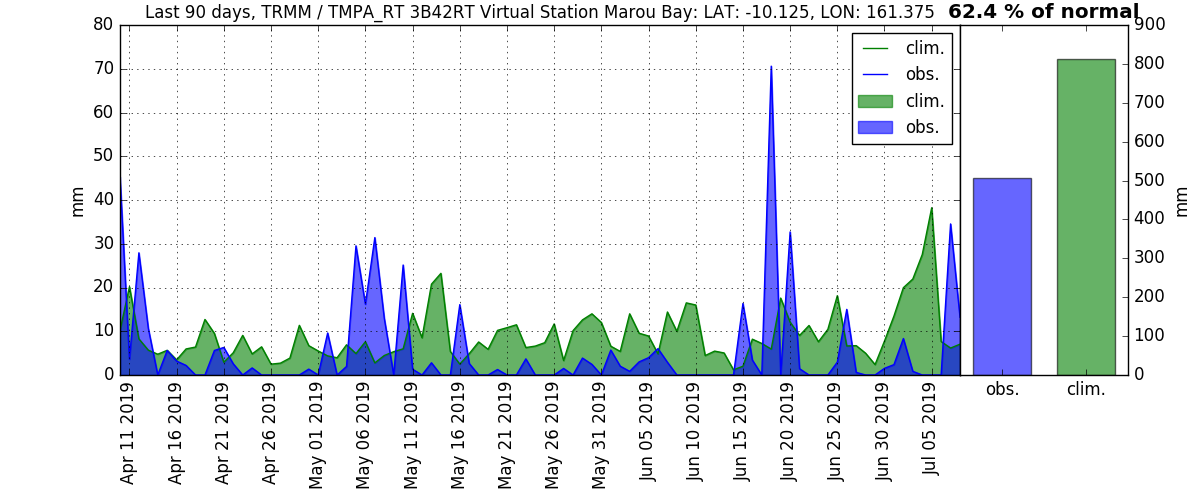 Last 90 days, TRMM / TMPA_RT 3B42RT Virtual Station Marou Bay: LAT: -10.125, LON: 161.375 62.4 % of normal
clim.
obs.
clim.
obs.
80
70
60
50
40
30
20
10
0
mm
Apr 11 2019
Apr 16 2019
Apr 21 2019
Apr 26 2019
May 01 2019
May 06 2019
May 11 2019
May 16 2019
May 21 2019
May 26 2019
May 31 2019
Jun 05 2019
Jun 10 2019
Jun 15 2019
Jun 20 2019
Jun 25 2019
Jun 30 2019
Jul 05 2019
obs.
clim.
900
800
700
600
500
400
300
200
100
0
mm